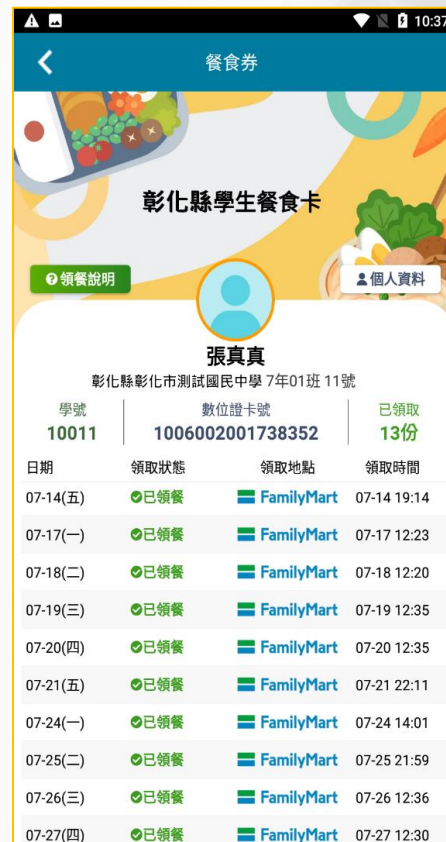 10:37
餐食券
彰化縣學生餐食卡
領餐說明
個人資料
張真真
彰化縣彰化市測試國民中學 7年01班 11號
學號 數位證卡號 已領取
10011 1006002001738352 13份
日期 領取狀態 領取地點 領取時間
07-14(五) 已領餐 FamilyMart 07-14 19:14
07-17(一) 已領餐 FamilyMart 07-17 12:23
07-18(二) 已領餐 FamilyMart 07-18 12:20
07-19(三) 已領餐 FamilyMart 07-19 12:35
07-20(四) 已領餐 FamilyMart 07-20 12:35
07-21(五) 已領餐 FamilyMart 07-21 22:11
07-24(一) 已領餐 FamilyMart 07-24 14:01
07-25(二) 已領餐 FamilyMart 07-25 21:59
07-26(三) 已領餐 FamilyMart 07-26 12:36
07-27(四) 已領餐 FamilyMart 07-27 12:30